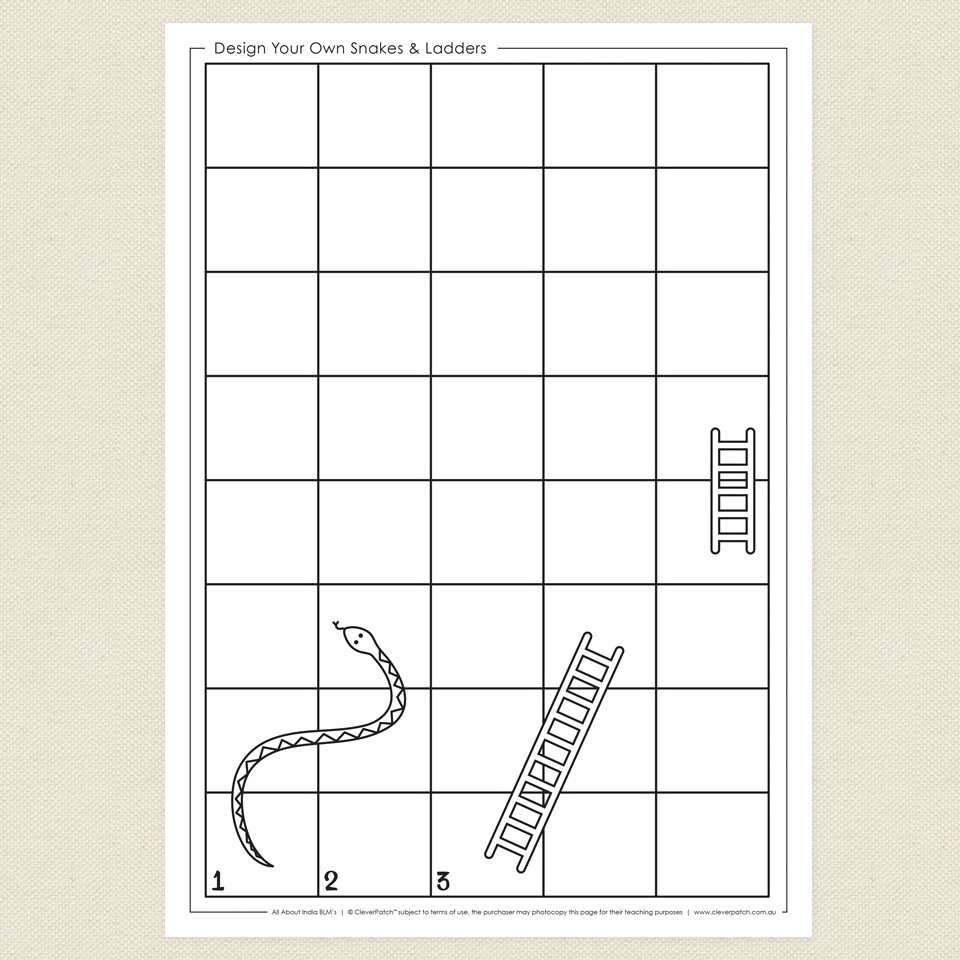 Design Your Own Snakes & Ladders
1 2 3
All About India BLM's | © CleverPatch™ subject to terms of use, the purchaser may photocopy this page for their teaching purposes | www.cleverpatch.com.au